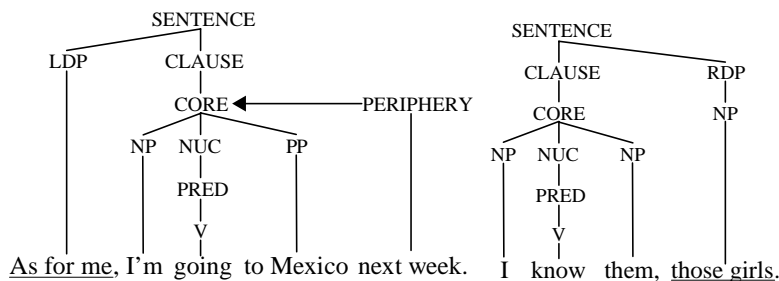 SENTENCE
LDP CLAUSE
CORE PERIPHERY
NP NUC PP
PRED
V
As for me, I'm going to Mexico next week.
SENTENCE
CLAUSE RDP
CORE NP
NP NUC NP
PRED
V
I know them, those girls.